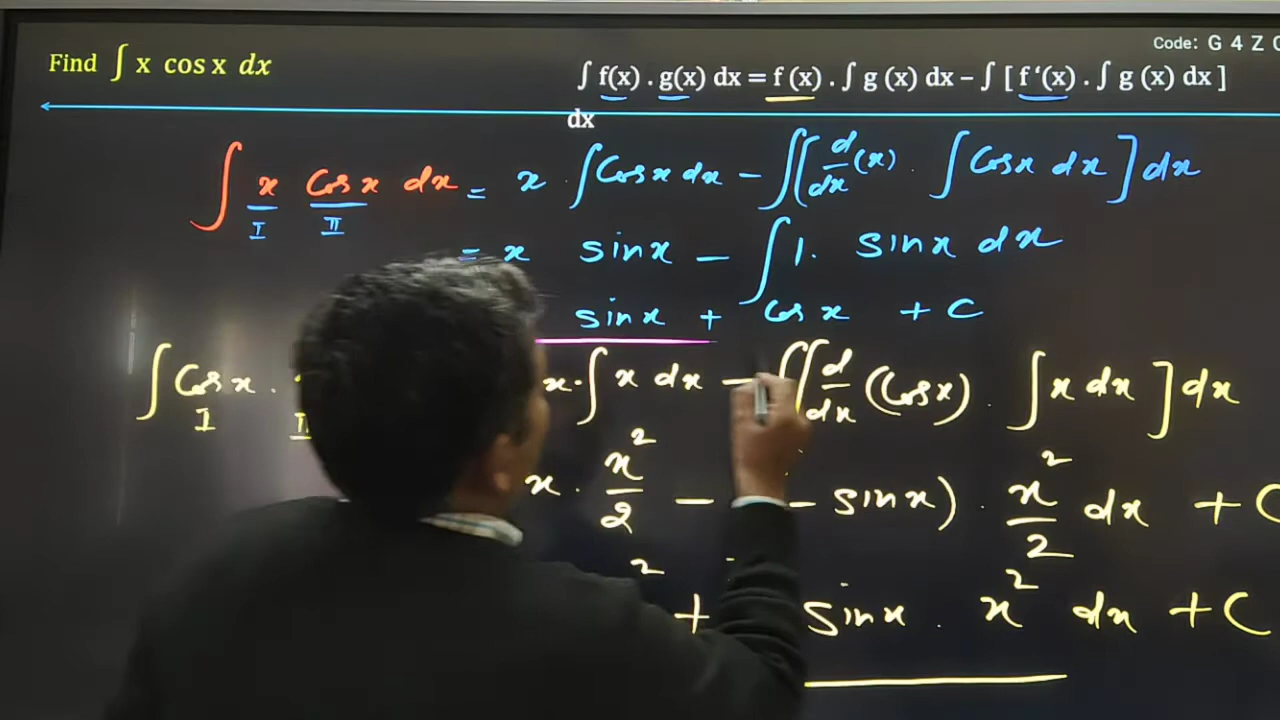 Code: G 4 Z
Find ∫ x cos x dx
∫ f(x) . g(x) dx = f (x) . ∫ g (x) dx – ∫ [ f '(x) . ∫ g (x) dx ]
dx
∫ x cos x dx = x . ∫ cos x dx – ∫[ d/dx (x) . ∫ cos x dx ] dx
I II
= x sin x – ∫ 1. sin x dx
sin x + cos x + C
∫ cos x . x . ∫ x dx – ∫[ d/dx (cos x) . ∫ x dx ] dx
I II
x . x²/2 – – sin x) . x²/2 dx + C
² + sin x . x² dx + C